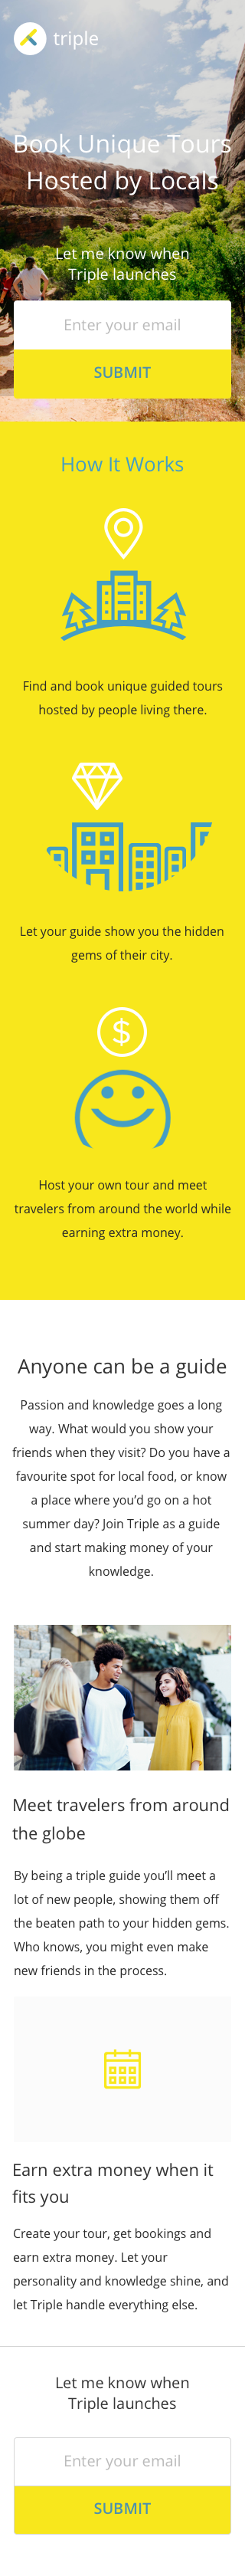 triple
Book Unique Tours
Hosted by Locals
Let me know when
Triple launches
Enter your email
SUBMIT
How It Works
Find and book unique guided tours
hosted by people living there.
Let your guide show you the hidden
gems of their city.
$
Host your own tour and meet
travelers from around the world while
earning extra money.
Anyone can be a guide
Passion and knowledge goes a long
way. What would you show your
friends when they visit? Do you have a
favourite spot for local food, or know
a place where you’d go on a hot
summer day? Join Triple as a guide
and start making money of your
knowledge.
Meet travelers from around
the globe
By being a triple guide you’ll meet a
lot of new people, showing them off
the beaten path to your hidden gems.
Who knows, you might even make
new friends in the process.
Earn extra money when it
fits you
Create your tour, get bookings and
earn extra money. Let your
personality and knowledge shine, and
let Triple handle everything else.
Let me know when
Triple launches
Enter your email
SUBMIT